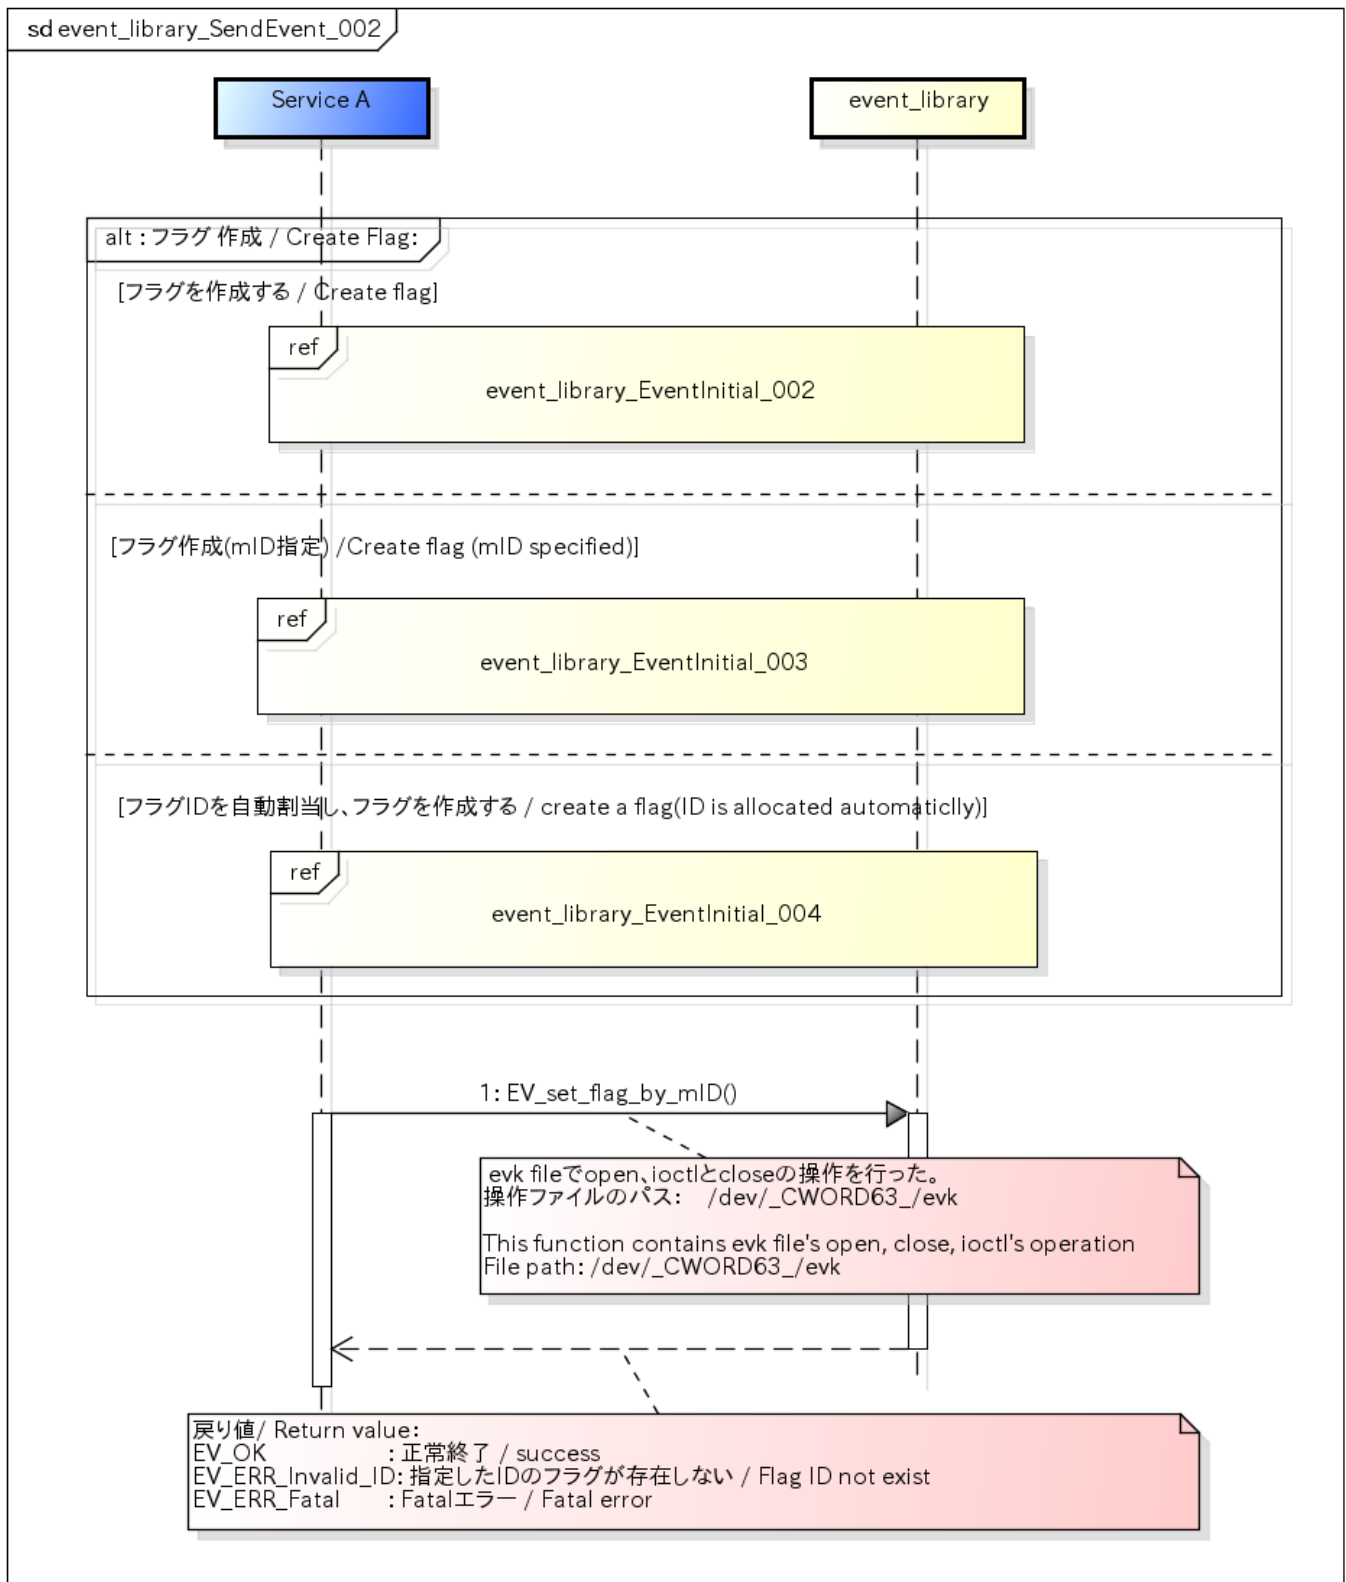 sd event_library_SendEvent_002
Service A
event_library
alt : フラグ 作成 / Create Flag:
[フラグを作成する / Create flag]
ref
event_library_EventInitial_002
[フラグ作成(mID指定) /Create flag (mID specified)]
ref
event_library_EventInitial_003
[フラグIDを自動割当し、フラグを作成する / create a flag(ID is allocated automaticlly)]
ref
event_library_EventInitial_004
1: EV_set_flag_by_mID()
evk fileでopen、ioctlとcloseの操作を行った。
操作ファイルのパス: /dev/_CWORD63_/evk
This function contains evk file's open, close, ioctl's operation
File path: /dev/_CWORD63_/evk
戻り値/ Return value:
EV_OK : 正常終了 / success
EV_ERR_Invalid_ID: 指定したIDのフラグが存在しない / Flag ID not exist
EV_ERR_Fatal : Fatalエラー / Fatal error